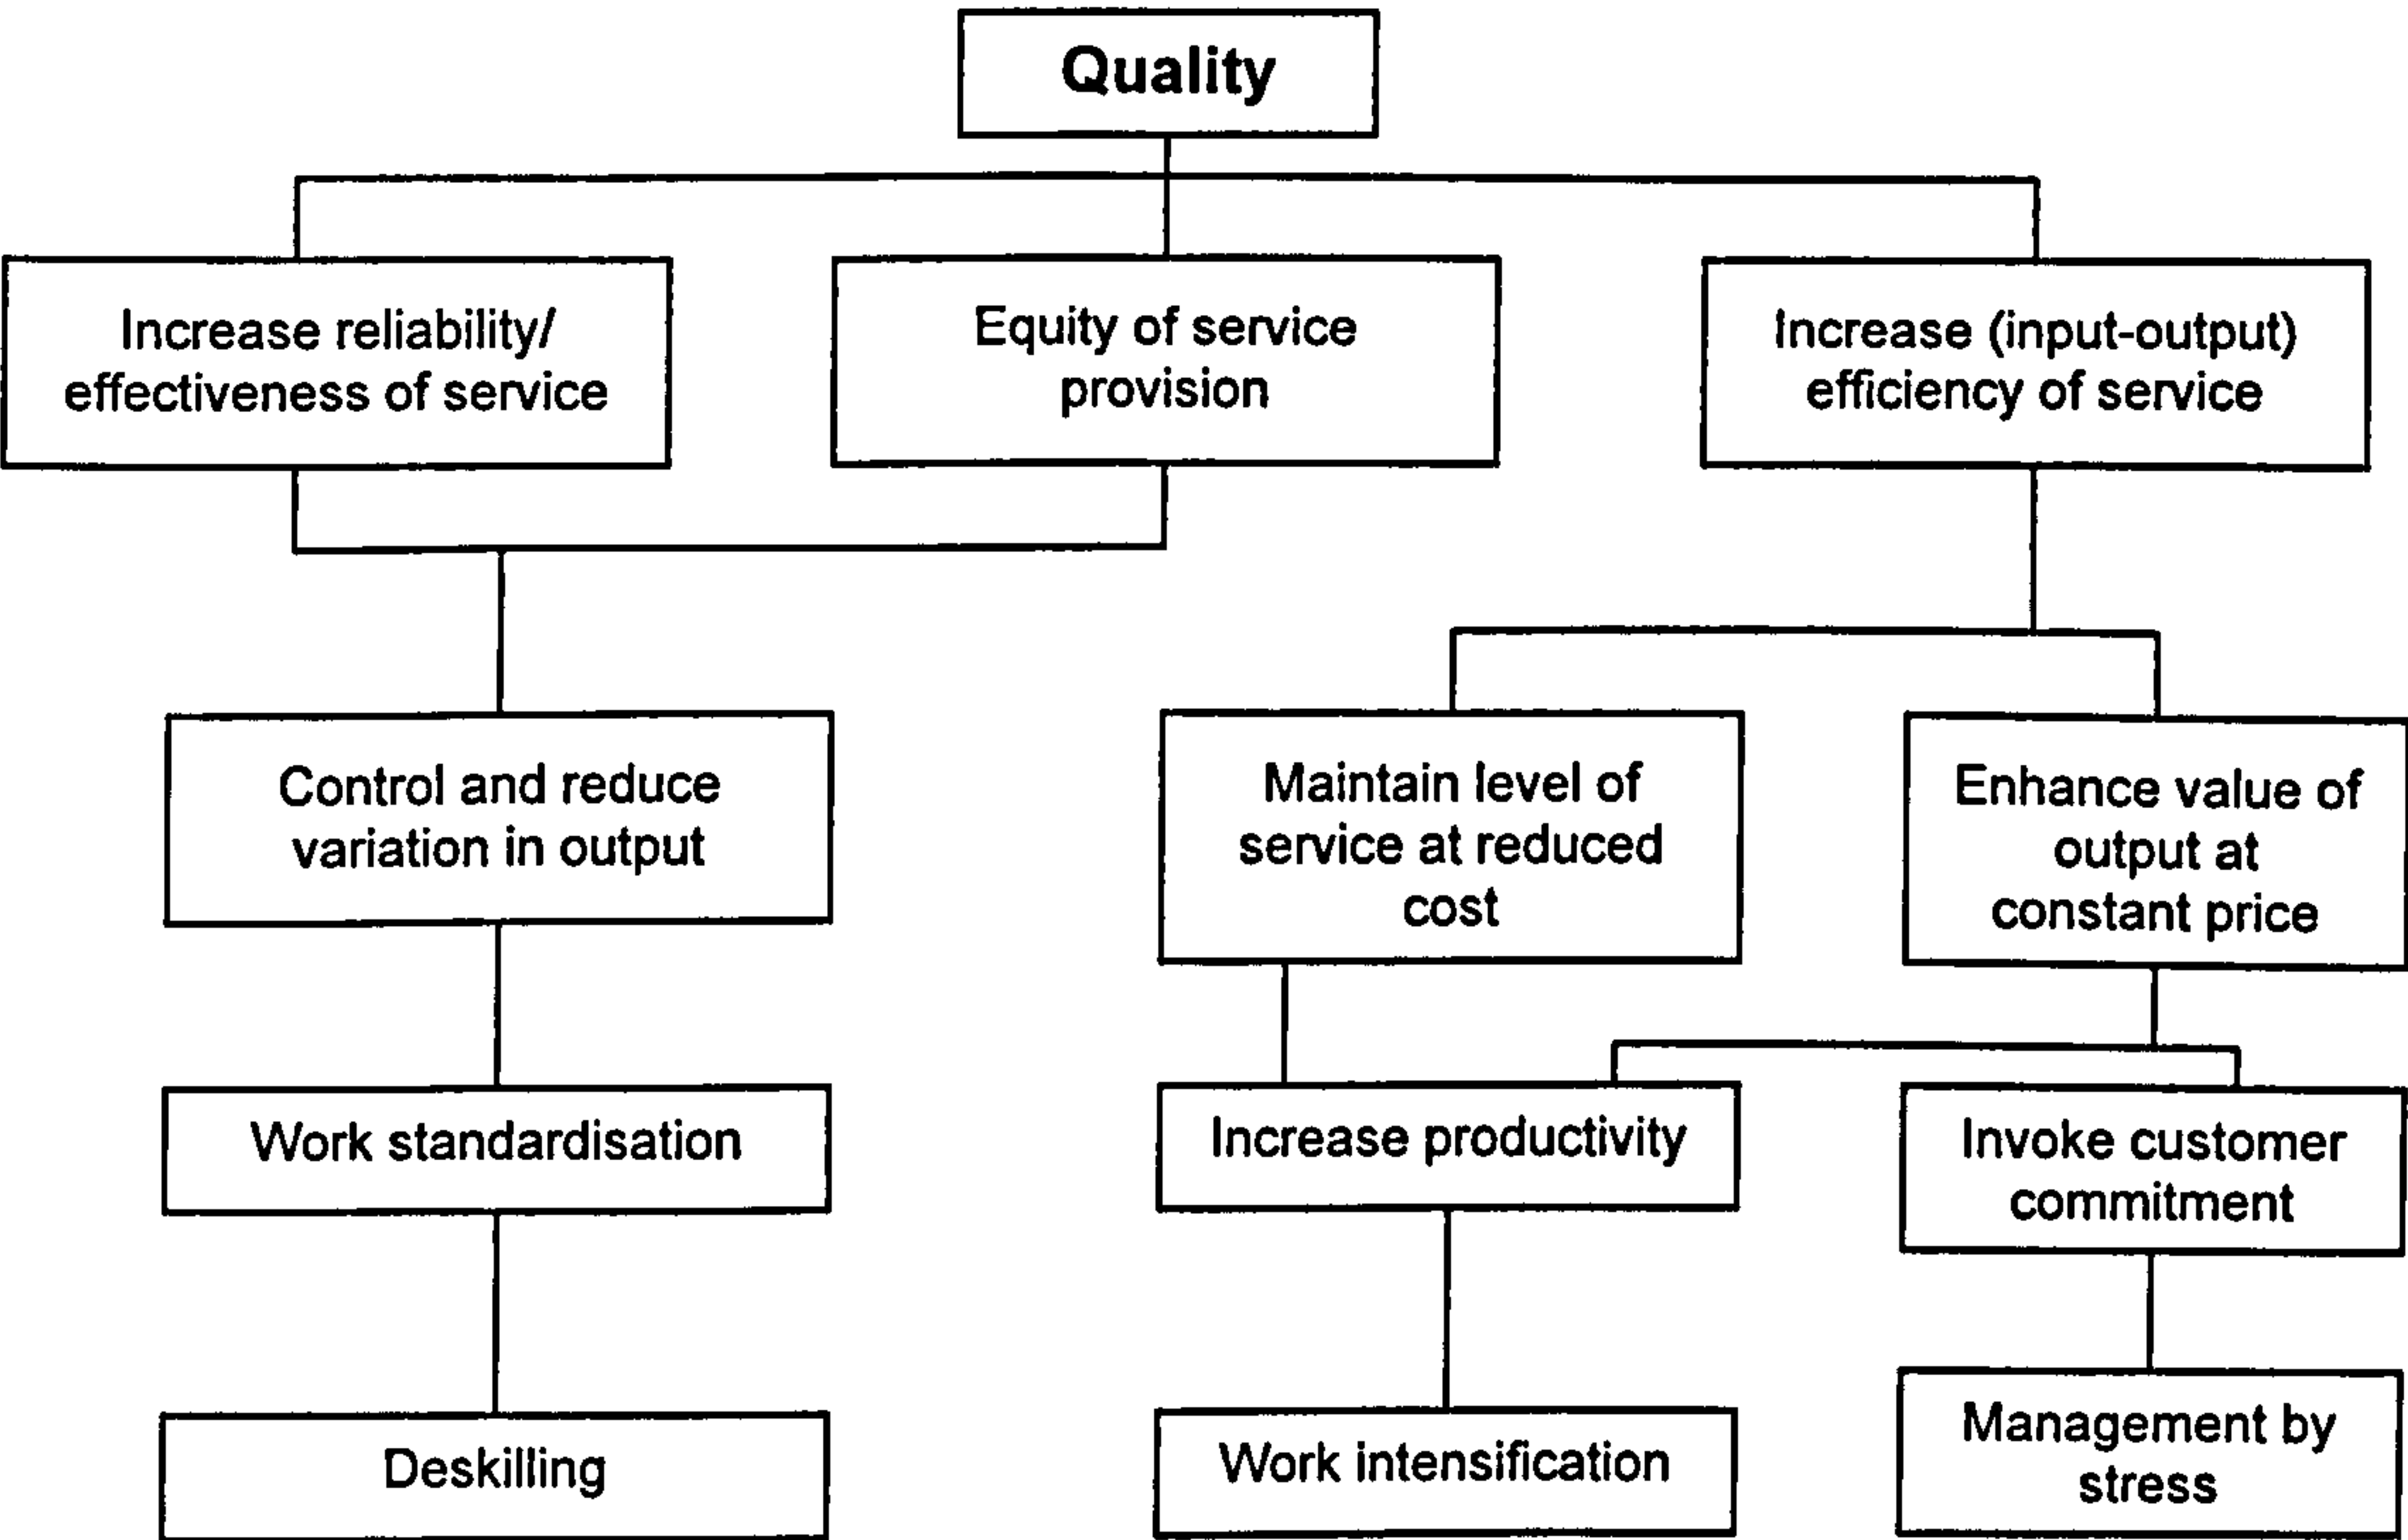 Quality
Increase reliability/
effectiveness of service
Equity of service
provision
Increase (input-output)
efficiency of service
Control and reduce
variation in output
Maintain level of
service at reduced
cost
Enhance value of
output at
constant price
Work standardisation
Increase productivity
Invoke customer
commitment
Deskilling
Work intensification
Management by
stress